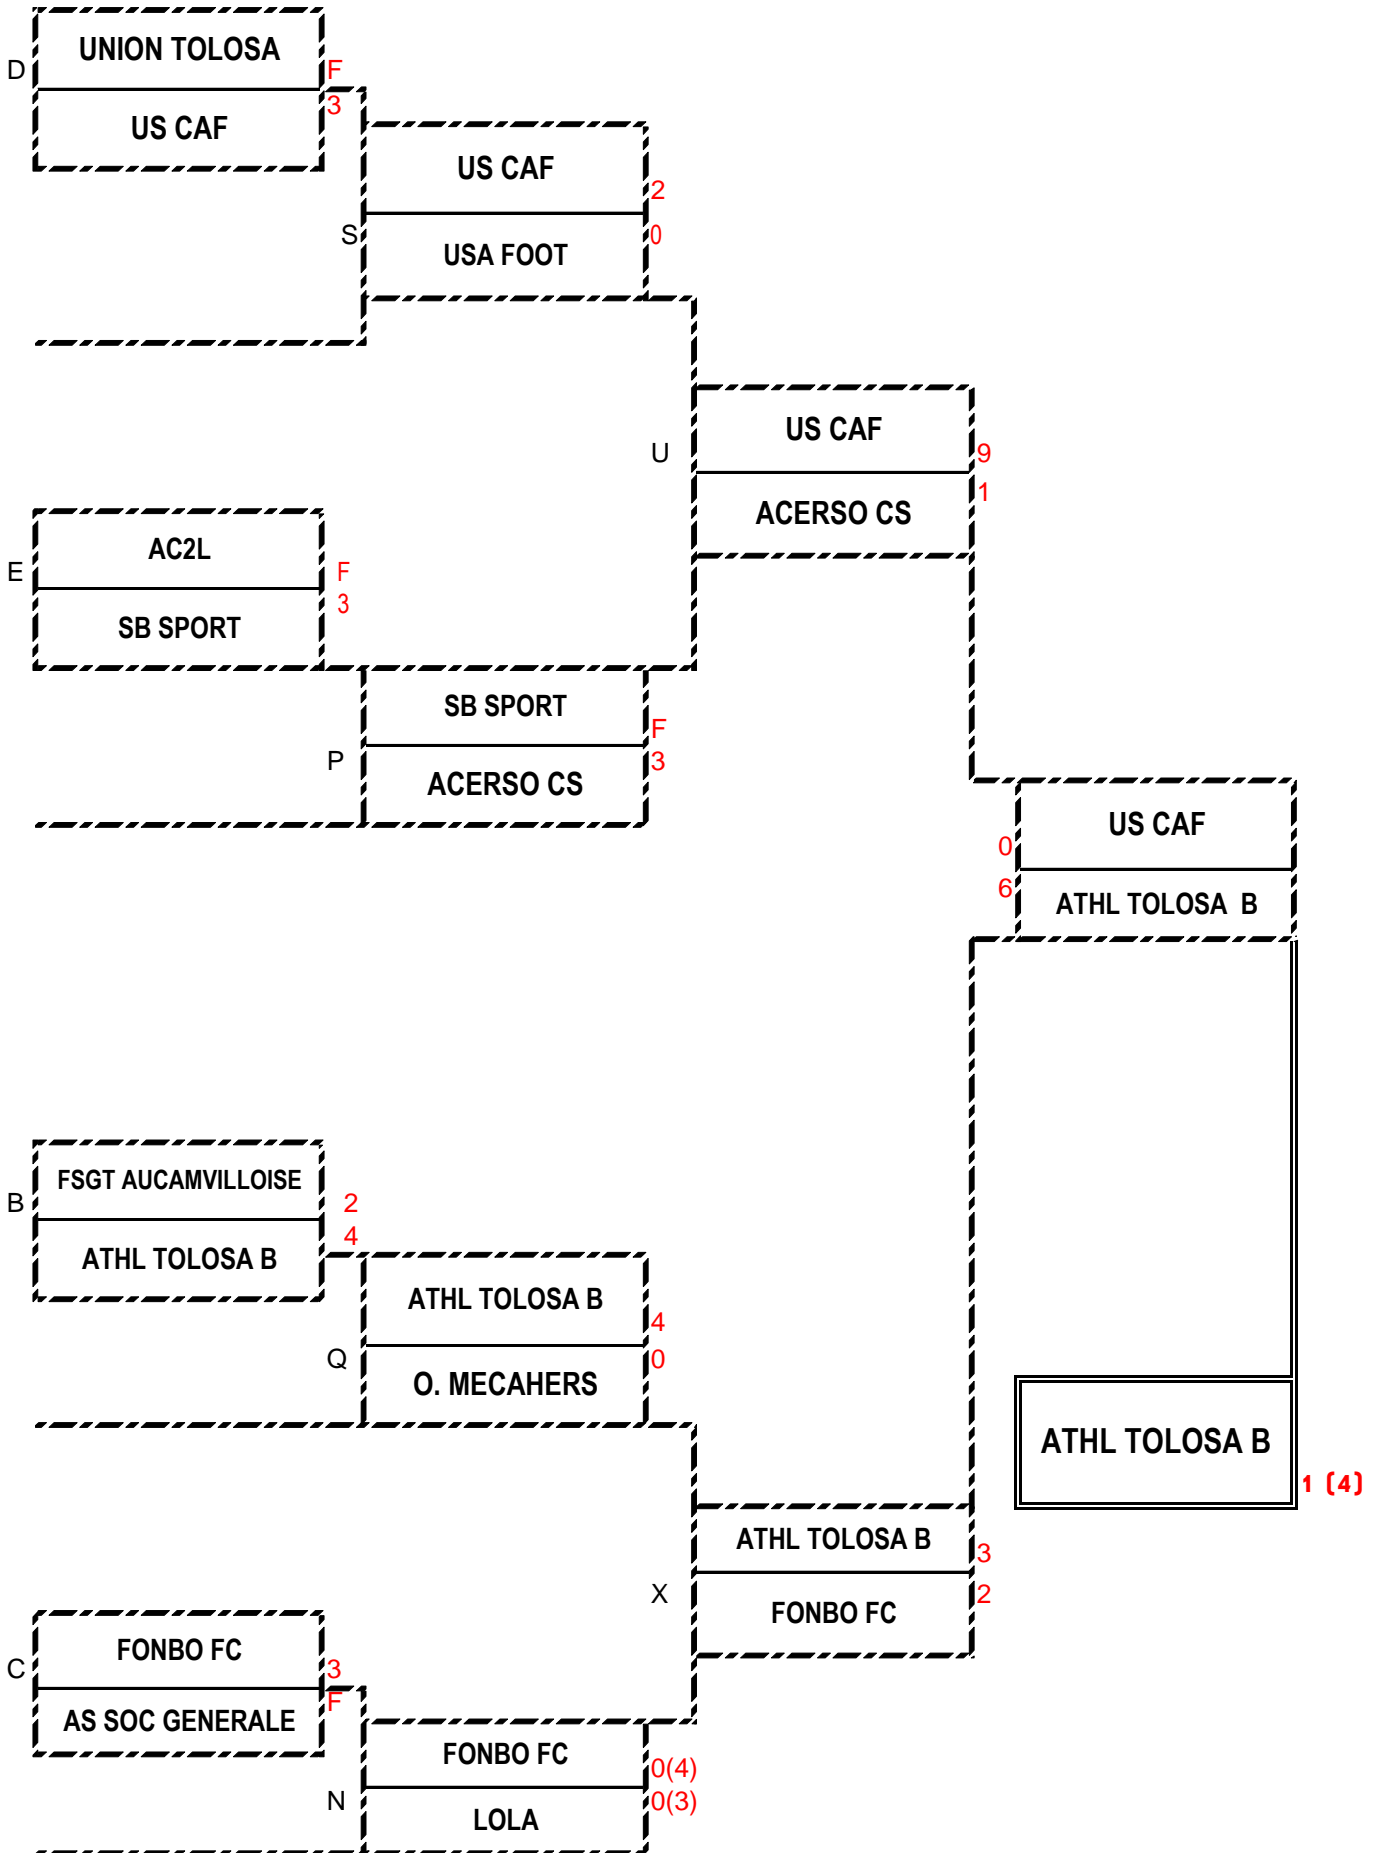 UNION TOLOSA
D
F
3
US CAF
US CAF
2
S
0
USA FOOT
US CAF
U
9
1
ACERSO CS
AC2L
E
F
3
SB SPORT
SB SPORT
F
P
3
ACERSO CS
US CAF
0
6
ATHL TOLOSA  B
FSGT AUCAMVILLOISE
B
2
4
ATHL TOLOSA B
ATHL TOLOSA B
4
Q
0
O. MECAHERS
ATHL TOLOSA B
1 (4)
ATHL TOLOSA B
3
X
2
FONBO FC
FONBO FC
C
3
F
AS SOC GENERALE
FONBO FC
0(4)
N
0(3)
LOLA